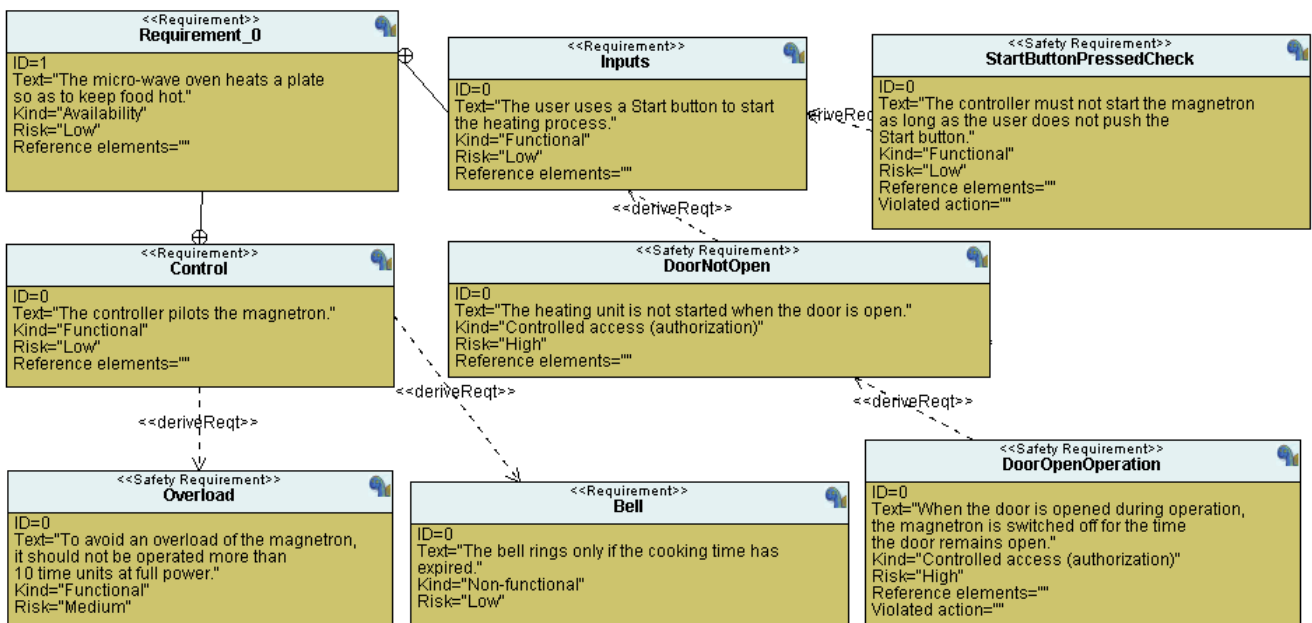 <<Requirement>>
Requirement_0
ID=1
Text="The micro-wave oven heats a plate
so as to keep food hot."
Kind="Availability"
Risk="Low"
Reference elements=""
<<Requirement>>
Inputs
ID=0
Text="The user uses a Start button to start
the heating process."
Kind="Functional"
Risk="Low"
Reference elements=""
<<Safety Requirement>>
StartButtonPressedCheck
ID=0
Text="The controller must not start the magnetron
as long as the user does not push the
Start button."
Kind="Functional"
Risk="Low"
Reference elements=""
Violated action=""
eriveReq
<<deriveReqt>>
<<Requirement>>
Control
ID=0
Text="The controller pilots the magnetron."
Kind="Functional"
Risk="Low"
Reference elements=""
<<Safety Requirement>>
DoorNotOpen
ID=0
Text="The heating unit is not started when the door is open."
Kind="Controlled access (authorization)"
Risk="High"
Reference elements=""
<<deriveReqt>>
<<deriveReqt>>
<<deriveReqt>>
<<Safety Requirement>>
Overload
ID=0
Text="To avoid an overload of the magnetron,
it should not be operated more than
10 time units at full power."
Kind="Functional"
Risk="Medium"
<<Requirement>>
Bell
ID=0
Text="The bell rings only if the cooking time has
expired."
Kind="Non-functional"
Risk="Low"
<<Safety Requirement>>
DoorOpenOperation
ID=0
Text="When the door is opened during operation,
the magnetron is switched off for the time
the door remains open."
Kind="Controlled access (authorization)"
Risk="High"
Reference elements=""
Violated action=""